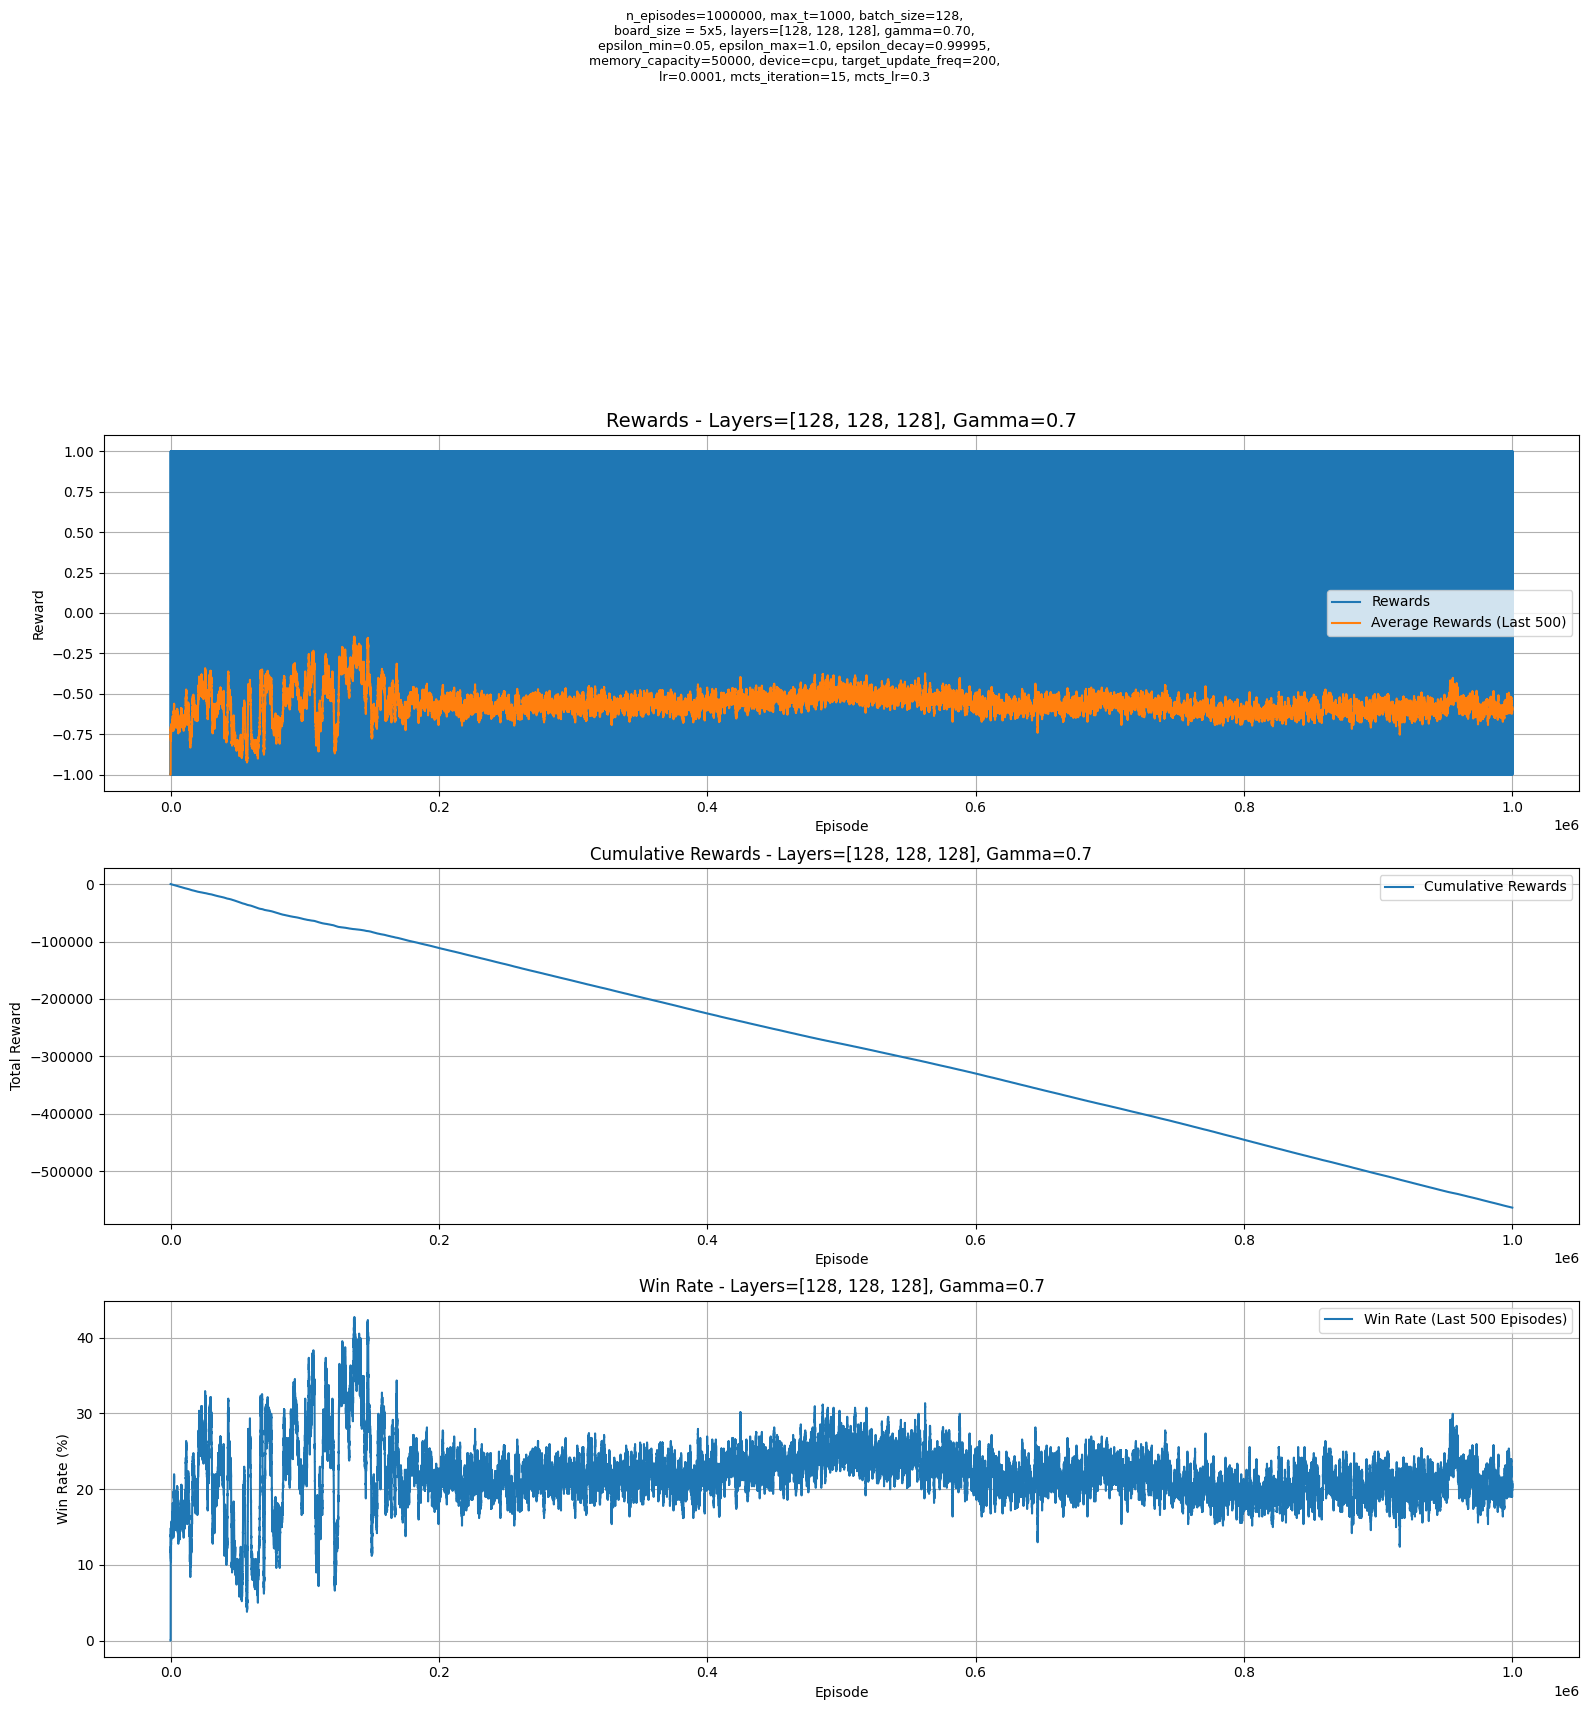 n_episodes=1000000, max_t=1000, batch_size=128,
board_size = 5x5, layers=[128, 128, 128], gamma=0.70,
epsilon_min=0.05, epsilon_max=1.0, epsilon_decay=0.99995,
memory_capacity=50000, device=cpu, target_update_freq=200,
lr=0.0001, mcts_iteration=15, mcts_lr=0.3
Rewards - Layers=[128, 128, 128], Gamma=0.7
1.00
0.75
0.50
0.25
0.00
−0.25
−0.50
−0.75
−1.00
Reward
Rewards
Average Rewards (Last 500)
0.0
0.2
0.4
0.6
0.8
1.0
1e6
Episode
Cumulative Rewards - Layers=[128, 128, 128], Gamma=0.7
0
−100000
−200000
−300000
−400000
−500000
Total Reward
Cumulative Rewards
0.0
0.2
0.4
0.6
0.8
1.0
1e6
Episode
Win Rate - Layers=[128, 128, 128], Gamma=0.7
40
30
20
10
0
Win Rate (%)
Win Rate (Last 500 Episodes)
0.0
0.2
0.4
0.6
0.8
1.0
1e6
Episode